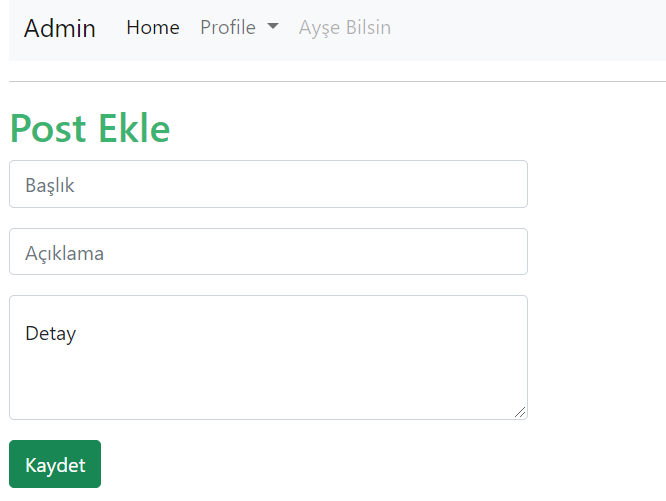 Admin Home Profile Ayşe Bilsin
Post Ekle
Başlık
Açıklama
Detay
Kaydet